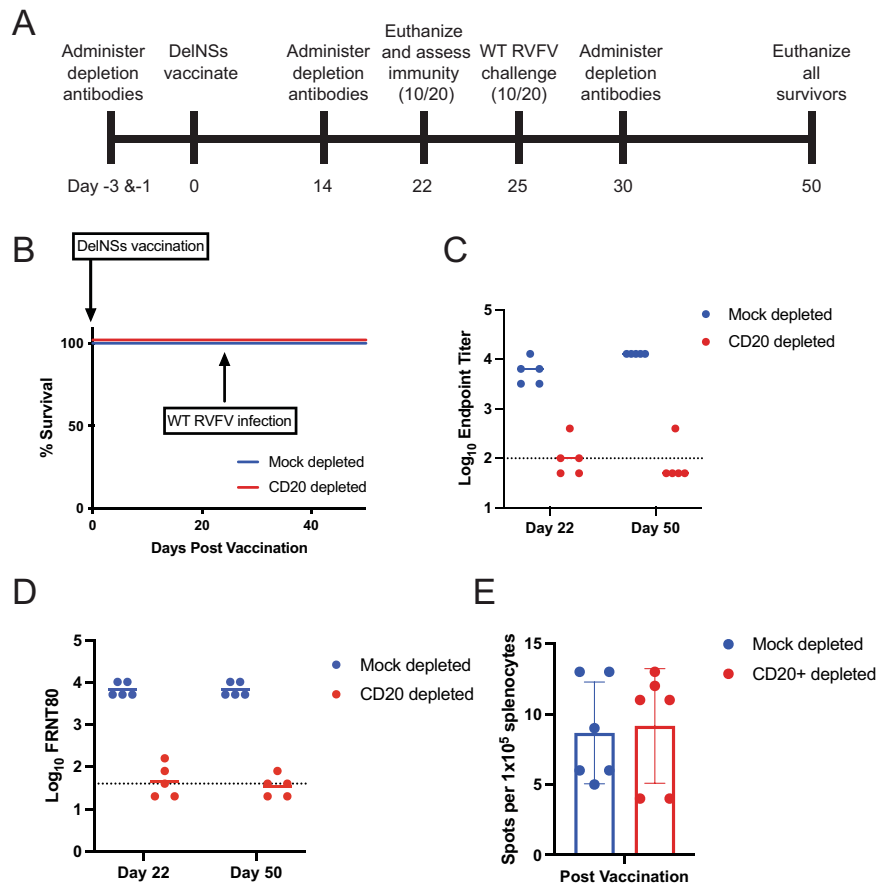 A
Administer
depletion
antibodies
DelNSs
vaccinate
Administer
depletion
antibodies
Euthanize
and assess
immunity
(10/20)
WT RVFV
challenge
(10/20)
Administer
depletion
antibodies
Euthanize
all
survivors
Day -3 &-1
0
14
22
25
30
50
B
DelNSs vaccination
100
50
0
% Survival
WT RVFV infection
Mock depleted
CD20 depleted
0
20
40
Days Post Vaccination
C
5
4
3
2
1
Log10 Endpoint Titer
Mock depleted
CD20 depleted
Day 22
Day 50
D
5
4
3
2
1
0
Log10 FRNT80
Mock depleted
CD20 depleted
Day 22
Day 50
E
15
10
5
0
Spots per 1x10⁵ splenocytes
Mock depleted
CD20+ depleted
Post Vaccination